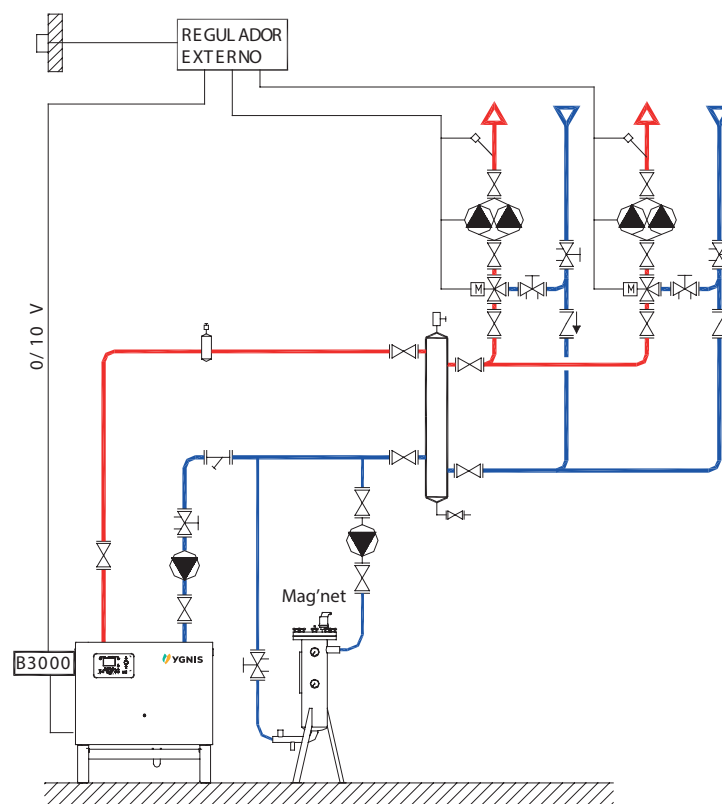 REGULADOR
EXTERNO
M
M
0/10 V
Mag'net
B3000
YGNIS